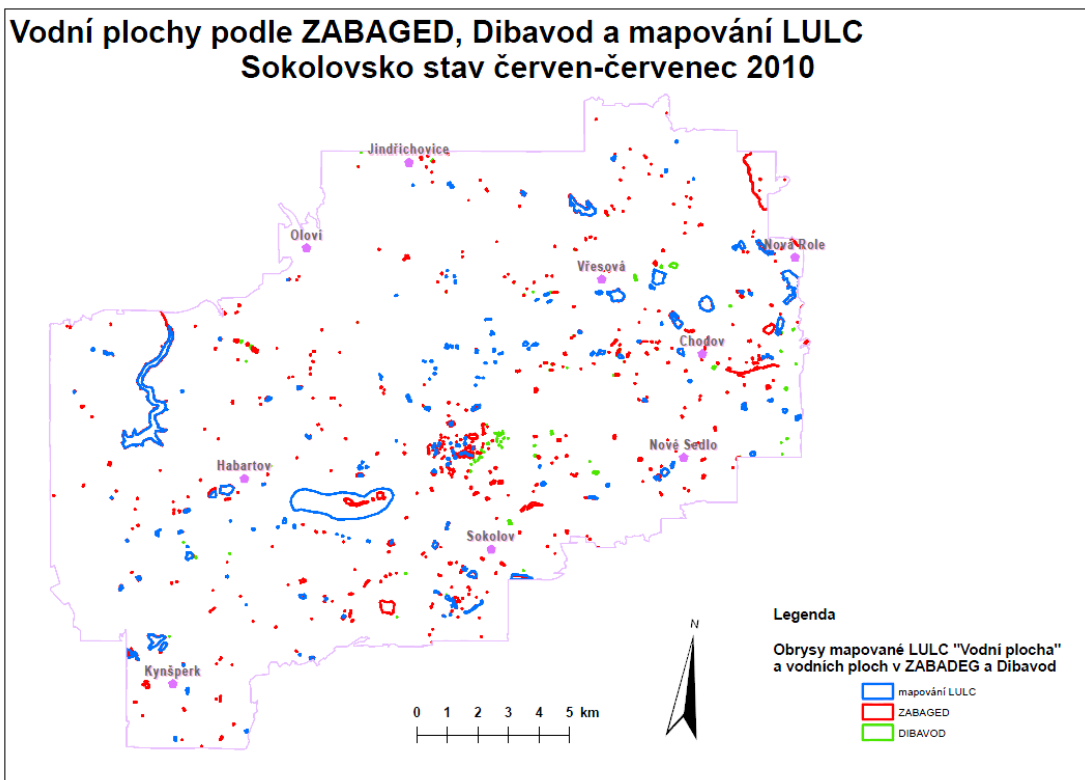 Vodní plochy podle ZABAGED, Dibavod a mapování LULC
Sokolovsko stav červen-červenec 2010
Jindřichovice
Oloví
Nová Role
Vřesová
Chodov
Nové Sedlo
Habartov
Sokolov
Kynšperk
N
0 1 2 3 4 5 km
Legenda
Obrysy mapované LULC "Vodní plocha"
a vodních ploch v ZABADEG a Dibavod
mapování LULC
ZABAGED
DIBAVOD